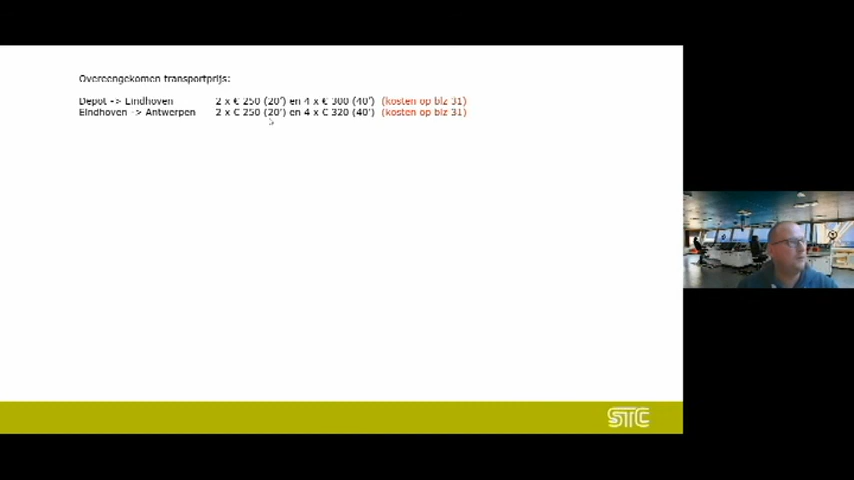 Overeengekomen transportprijs:
Depot -> Eindhoven 2 x € 250 (20') en 4 x € 300 (40') (kosten op blz 31)
Eindhoven -> Antwerpen 2 x € 250 (20') en 4 x € 320 (40') (kosten op blz 31)
STC